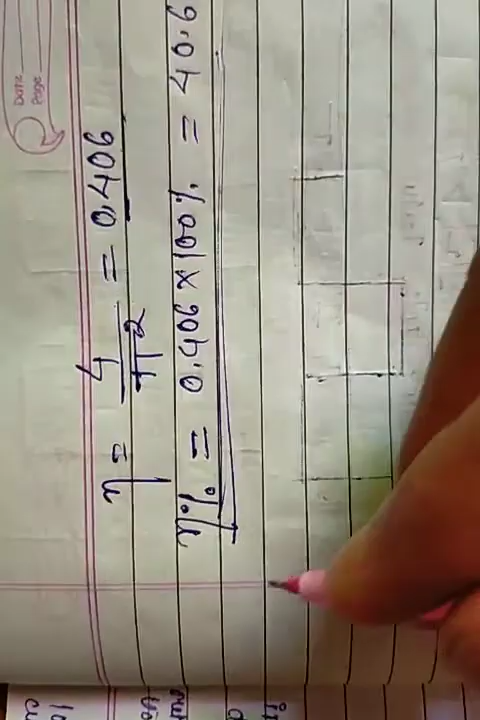 Date
Page
η = 4/π² = 0.406
η% = 0.406 × 100% = 40.6